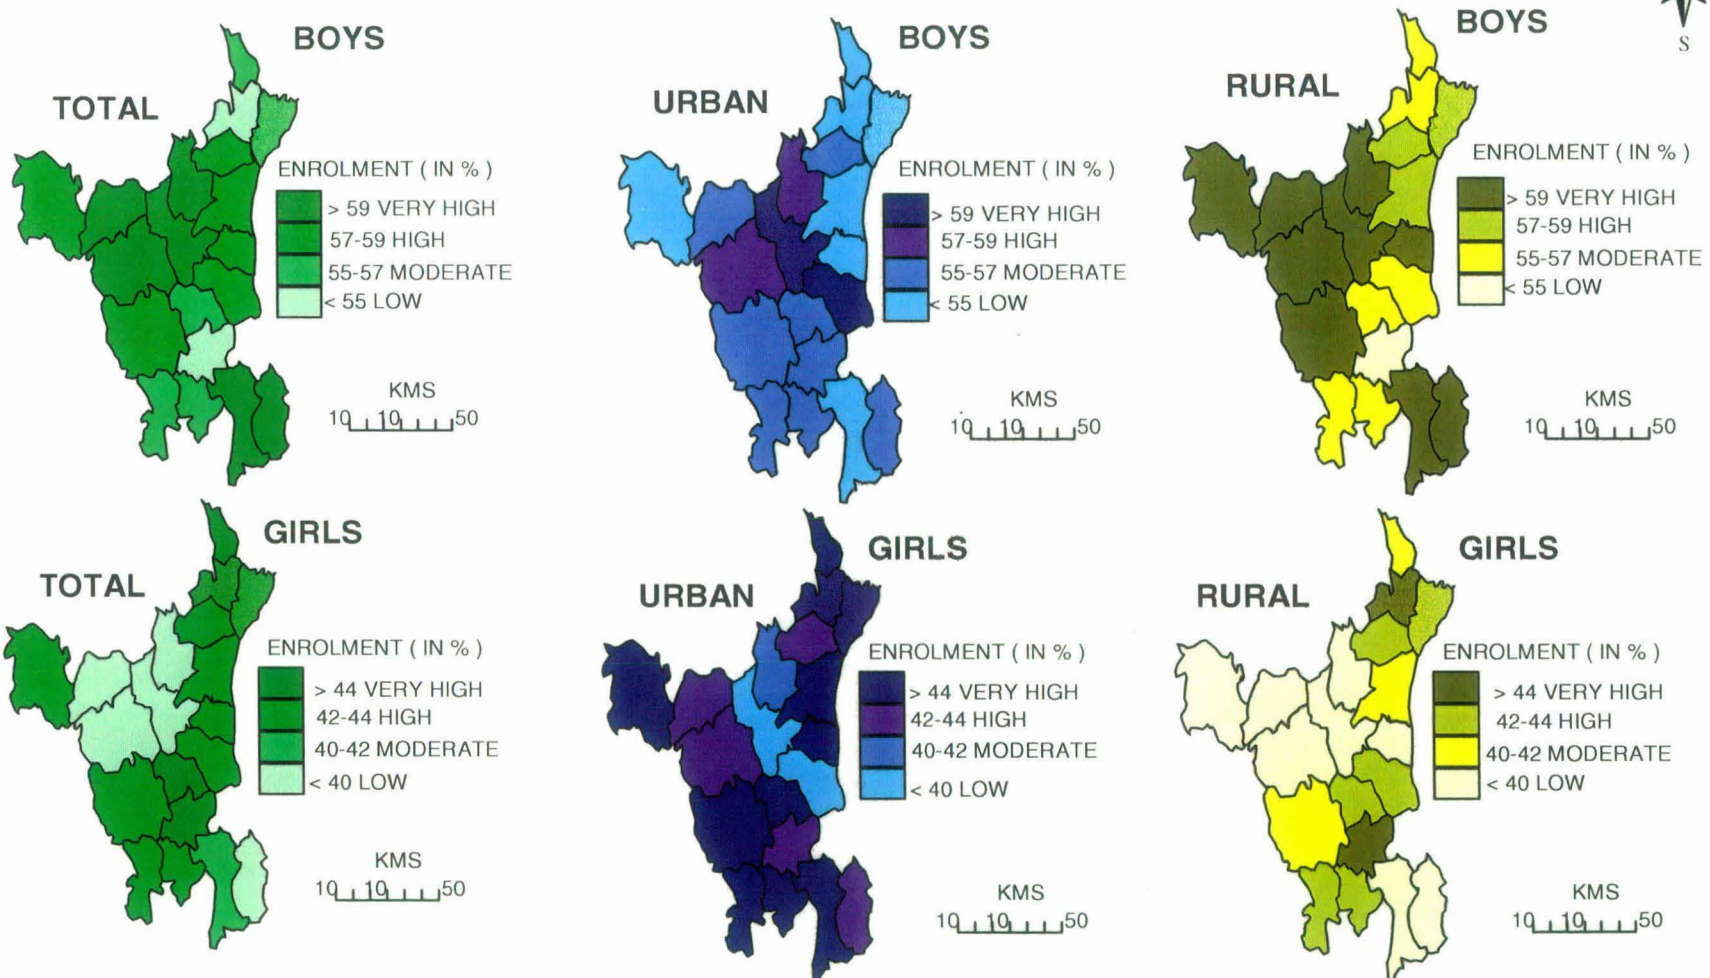 S
BOYS
TOTAL
ENROLMENT ( IN % )
> 59 VERY HIGH
57-59 HIGH
55-57 MODERATE
< 55 LOW
KMS
10 10 50
BOYS
URBAN
ENROLMENT ( IN % )
> 59 VERY HIGH
57-59 HIGH
55-57 MODERATE
< 55 LOW
KMS
10 10 50
BOYS
RURAL
ENROLMENT ( IN % )
> 59 VERY HIGH
57-59 HIGH
55-57 MODERATE
< 55 LOW
KMS
10 10 50
GIRLS
TOTAL
ENROLMENT ( IN % )
> 44 VERY HIGH
42-44 HIGH
40-42 MODERATE
< 40 LOW
KMS
10 10 50
GIRLS
URBAN
ENROLMENT ( IN % )
> 44 VERY HIGH
42-44 HIGH
40-42 MODERATE
< 40 LOW
KMS
10 10 50
GIRLS
RURAL
ENROLMENT ( IN % )
> 44 VERY HIGH
42-44 HIGH
40-42 MODERATE
< 40 LOW
KMS
10 10 50